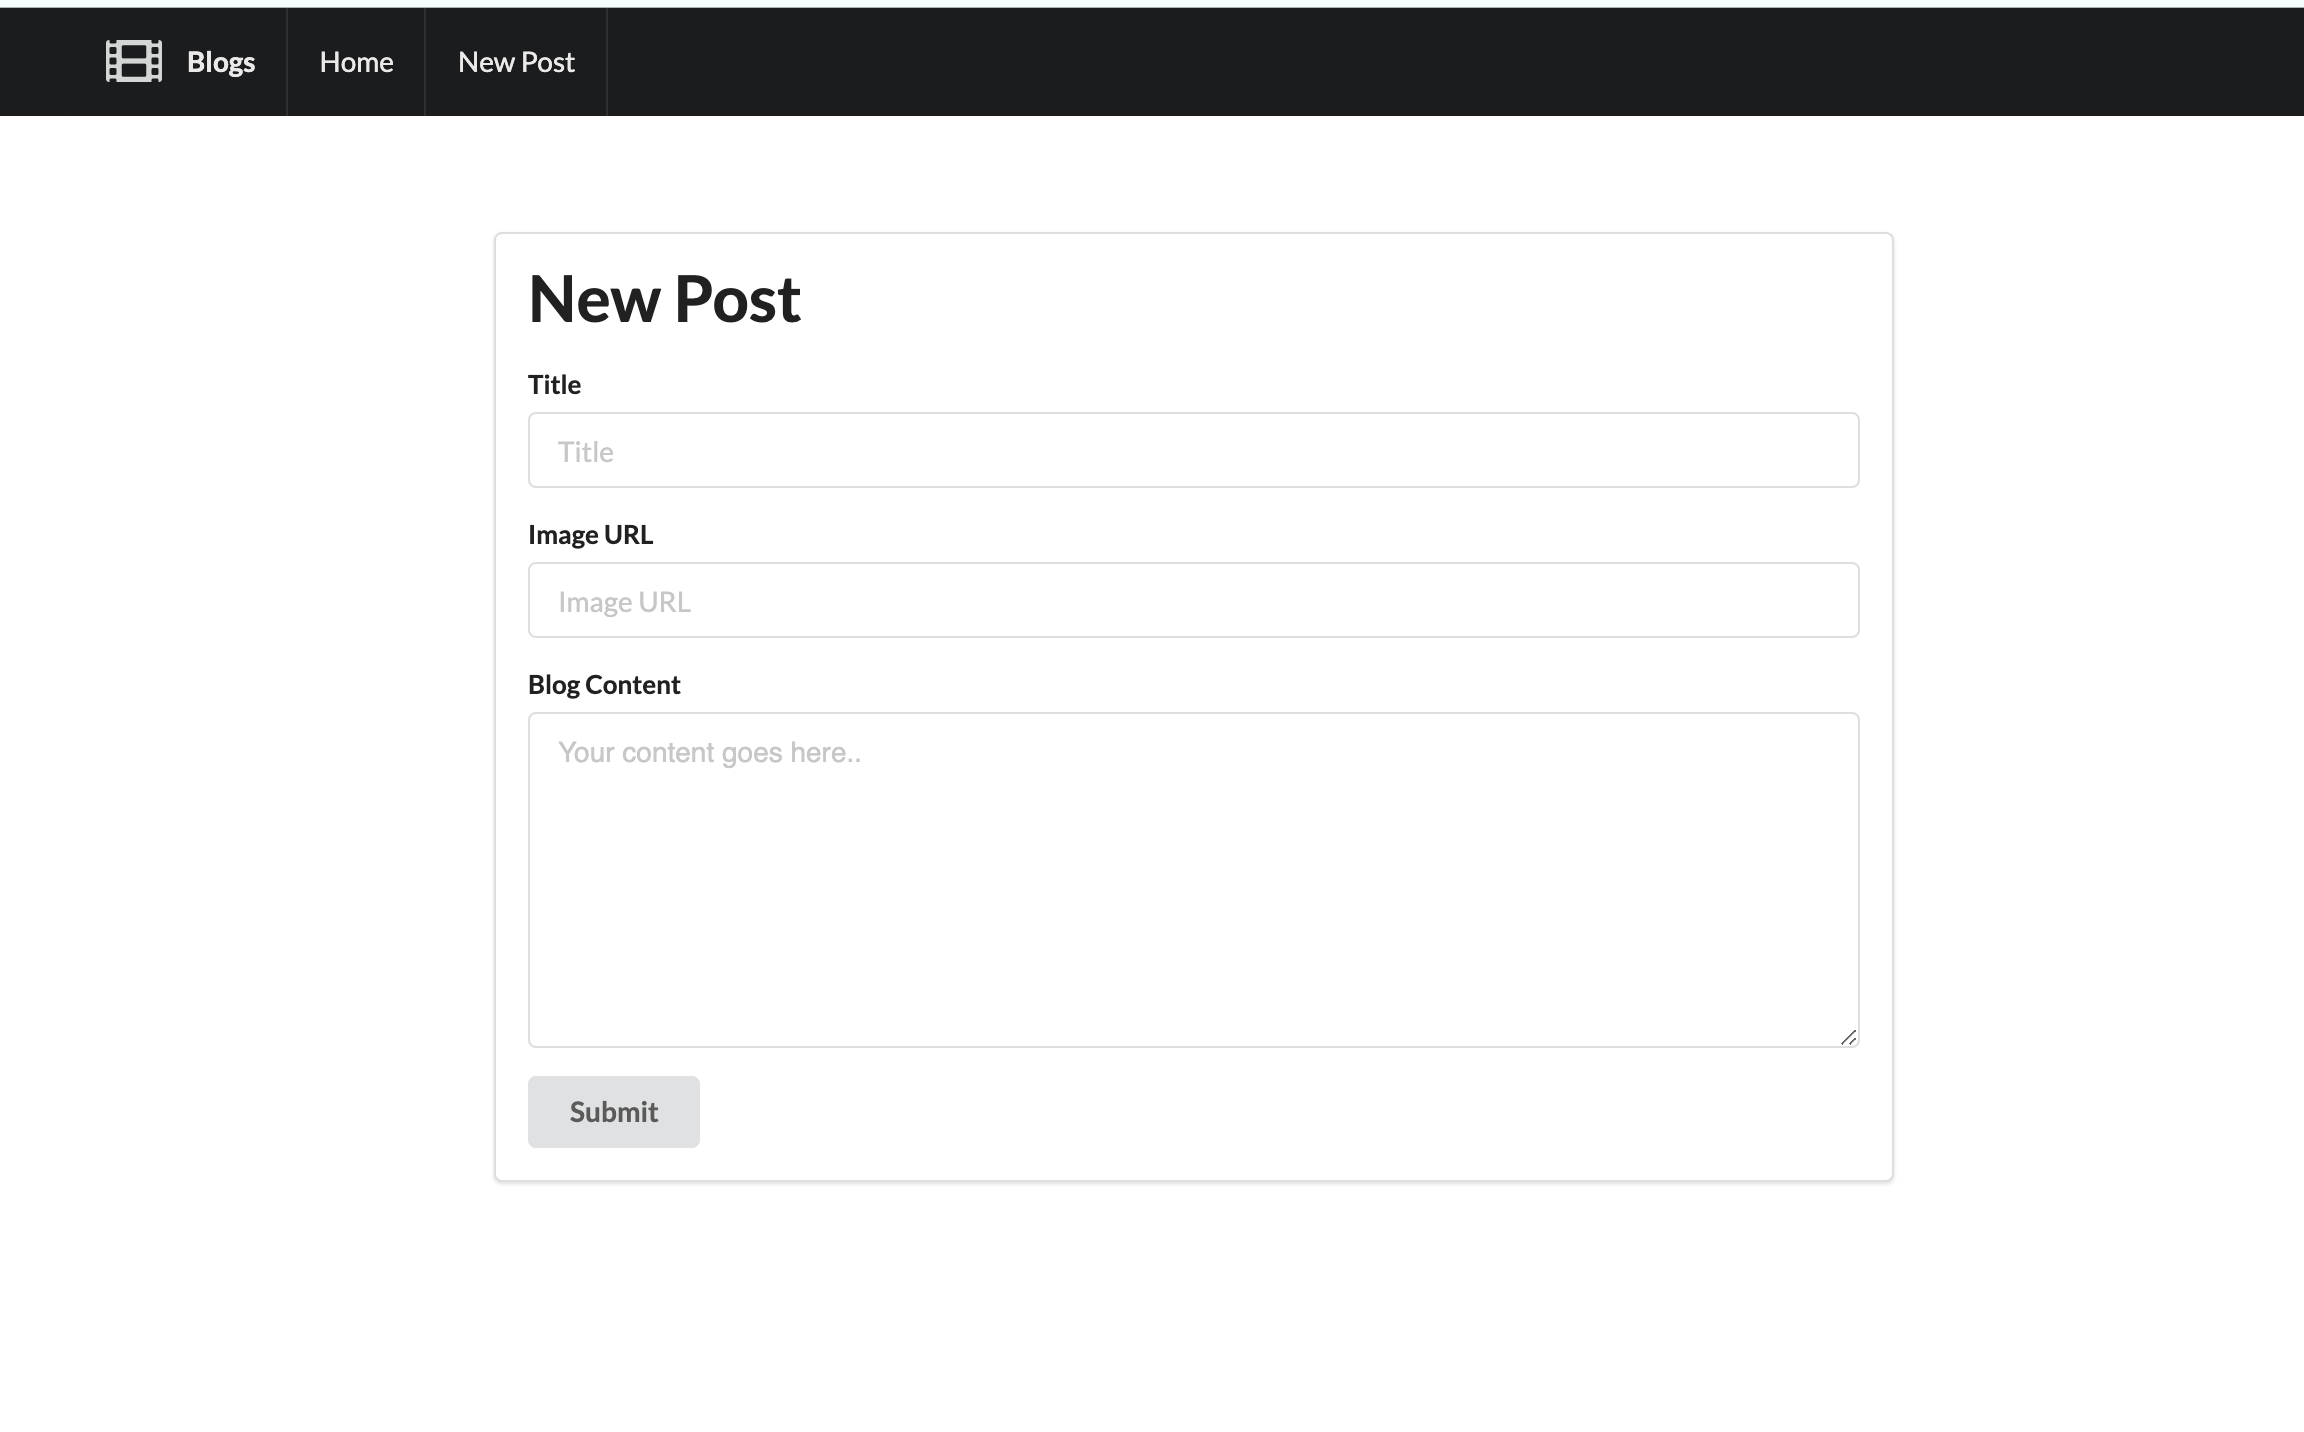 Blogs Home New Post
New Post
Title
Title
Image URL
Image URL
Blog Content
Your content goes here..
Submit